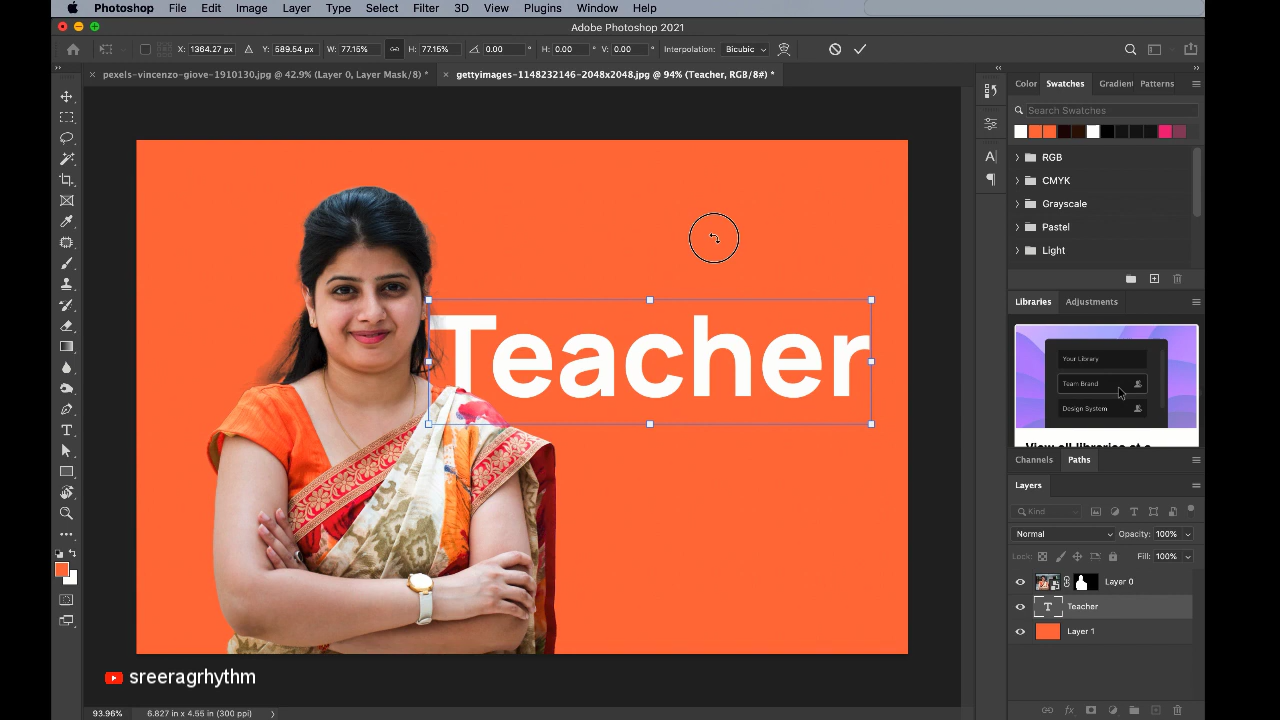 Photoshop File Edit Image Layer Type Select Filter 3D View Plugins Window Help
Adobe Photoshop 2021
X: 1364.27 px Y: 589.54 px W: 77.15% H: 77.15% 0.00 ° H: 0.00 ° V: 0.00 ° Interpolation: Bicubic
pexels-vincenzo-giove-1910130.jpg @ 42.9% (Layer 0, Layer Mask/8) *
gettyimages-1148232146-2048x2048.jpg @ 94% (Teacher, RGB/8#) *
Color Swatches Gradien Patterns
Search Swatches
RGB
CMYK
Grayscale
Pastel
Light
Libraries Adjustments
Your Library
Team Brand
Design System
Channels Paths
Layers
Kind
Normal Opacity: 100%
Lock: Fill: 100%
Layer 0
T Teacher
Layer 1
Teacher
sreeragrhythm
93.96% 6.827 in x 4.55 in (300 ppi)